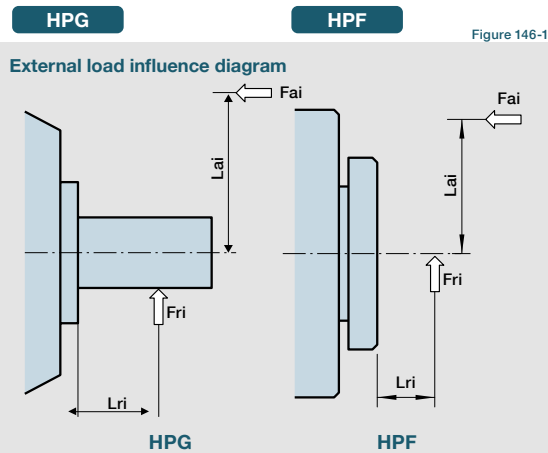 HPG
HPF
Figure 146-1
External load influence diagram
Fai
Lai
Fri
Lri
HPG
Fai
Lai
Fri
Lri
HPF